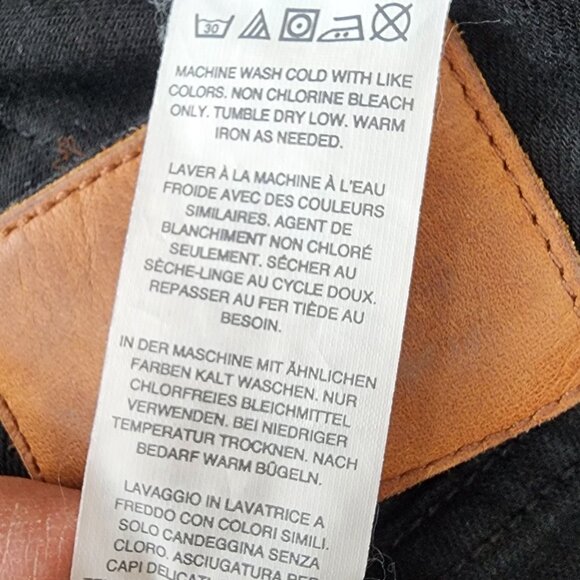 30
MACHINE WASH COLD WITH LIKE
COLORS. NON CHLORINE BLEACH
ONLY. TUMBLE DRY LOW. WARM
IRON AS NEEDED.
LAVER À LA MACHINE À L'EAU
FROIDE AVEC DES COULEURS
SIMILAIRES. AGENT DE
BLANCHIMENT NON CHLORÉ
SEULEMENT. SÉCHER AU
SÈCHE-LINGE AU CYCLE DOUX.
REPASSER AU FER TIÈDE AU
BESOIN.
IN DER MASCHINE MIT ÄHNLICHEN
FARBEN KALT WASCHEN. NUR
CHLORFREIES BLEICHMITTEL
VERWENDEN. BEI NIEDRIGER
TEMPERATUR TROCKNEN. NACH
BEDARF WARM BÜGELN.
LAVAGGIO IN LAVATRICE A
FREDDO CON COLORI SIMILI.
SOLO CANDEGGINA SENZA
CLORO. ASCIUGATURA PER
CAPI DELICATI